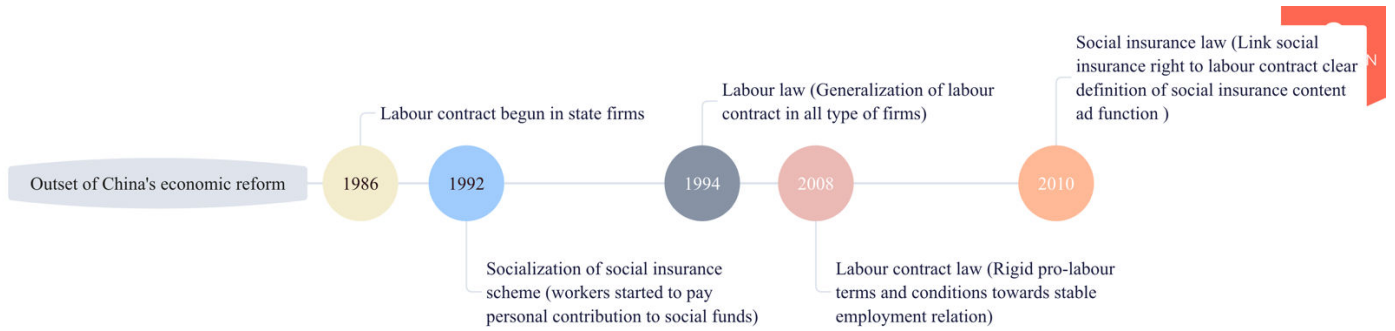 Outset of China's economic reform
1986
Labour contract begun in state firms
1992
Socialization of social insurance
scheme (workers started to pay
personal contribution to social funds)
1994
Labour law (Generalization of labour
contract in all type of firms)
2008
Labour contract law (Rigid pro-labour
terms and conditions towards stable
employment relation)
2010
Social insurance law (Link social
insurance right to labour contract clear
definition of social insurance content
ad function )